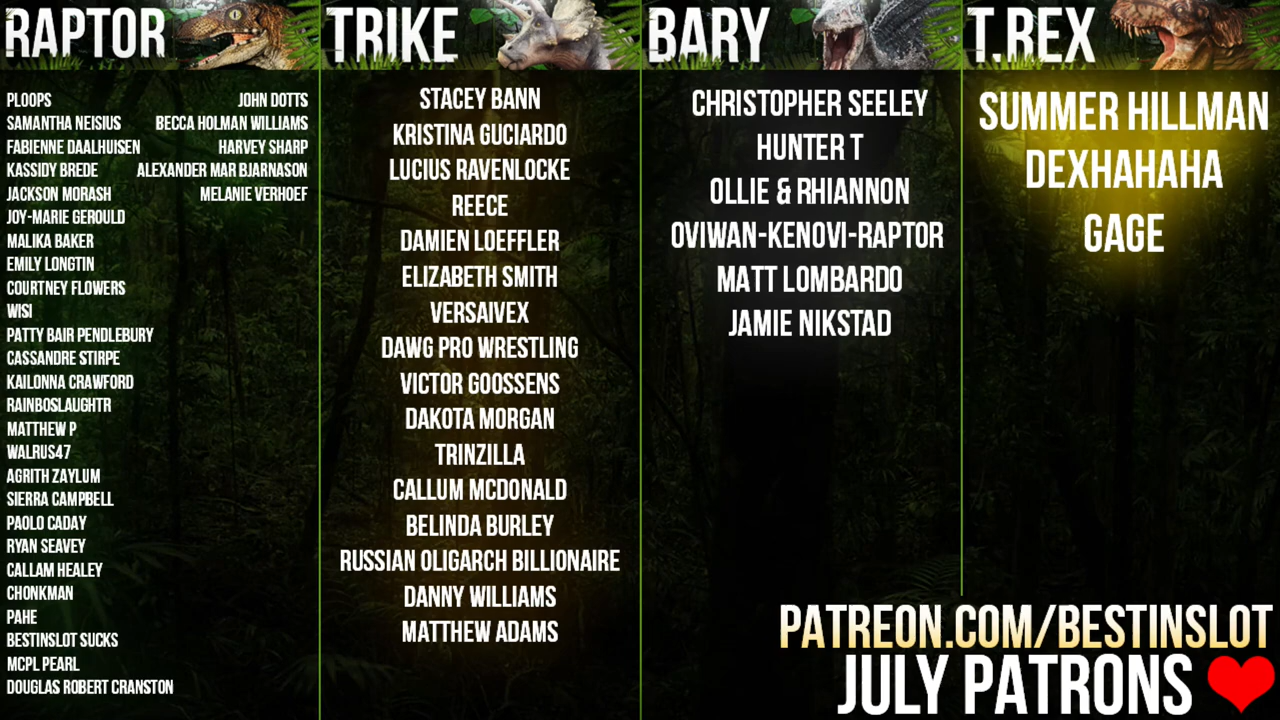 RAPTOR
PLOOPS
SAMANTHA NEISIUS
FABIENNE DAALHUISEN
KASSIDY BREDE
JACKSON MORASH
JOY-MARIE GEROULD
MALIKA BAKER
EMILY LONGTIN
COURTNEY FLOWERS
WISI
PATTY BAIR PENDLEBURY
CASSANDRE STIRPE
KAILONNA CRAWFORD
RAINBOSLAUGHTR
MATTHEW P
WALRUS47
AGRITH ZAYLUM
SIERRA CAMPBELL
PAOLO CADAY
RYAN SEAVEY
CALLAM HEALEY
CHONKMAN
PAHE
BESTINSLOT SUCKS
MCPL PEARL
DOUGLAS ROBERT CRANSTON
JOHN DOTTS
BECCA HOLMAN WILLIAMS
HARVEY SHARP
ALEXANDER MAR BJARNASON
MELANIE VERHOEF
TRIKE
STACEY BANN
KRISTINA GUCIARDO
LUCIUS RAVENLOCKE
REECE
DAMIEN LOEFFLER
ELIZABETH SMITH
VERSAIVEX
DAWG PRO WRESTLING
VICTOR GOOSSENS
DAKOTA MORGAN
TRINZILLA
CALLUM MCDONALD
BELINDA BURLEY
RUSSIAN OLIGARCH BILLIONAIRE
DANNY WILLIAMS
MATTHEW ADAMS
BARY
CHRISTOPHER SEELEY
HUNTER T
OLLIE & RHIANNON
OVIWAN-KENOVI-RAPTOR
MATT LOMBARDO
JAMIE NIKSTAD
T.REX
SUMMER HILLMAN
DEXHAHAHA
GAGE
PATREON.COM/BESTINSLOT
JULY PATRONS